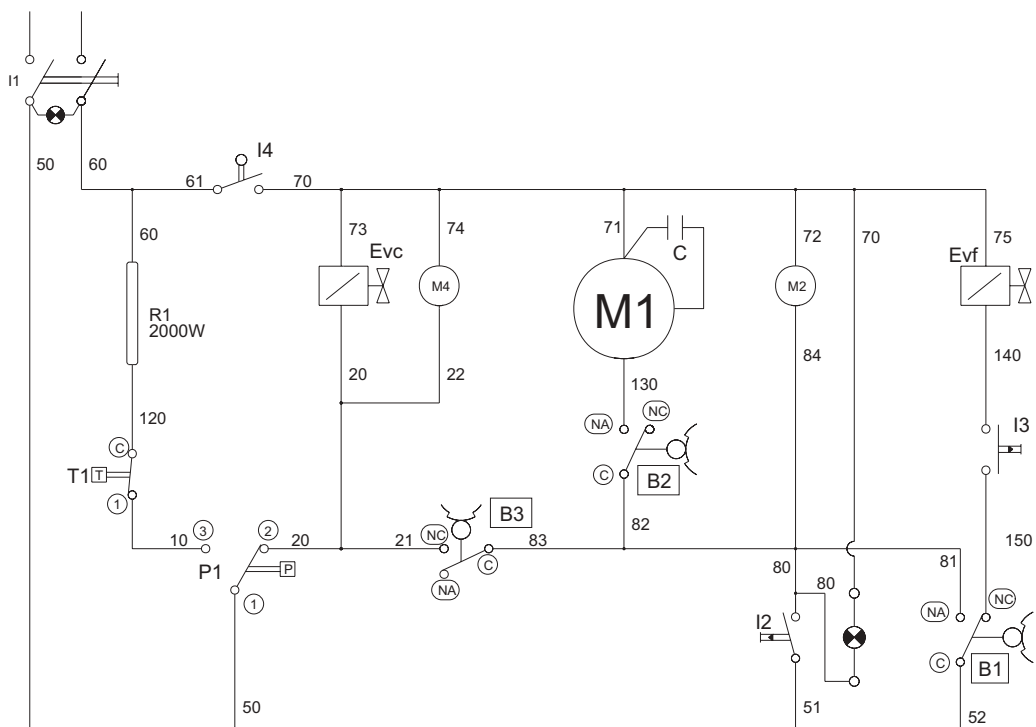 I1
50
60
I4
61
70
60
73
74
71
C
72
70
75
Evc
Evf
M4
M1
M2
R1
2000W
20
22
84
140
130
120
NA
NC
C
T1
T
1
C
B2
I3
B3
82
10
3
2
20
21
NC
C
83
NA
P1
P
1
80
80
81
150
I2
NA
NC
C
B1
50
51
52